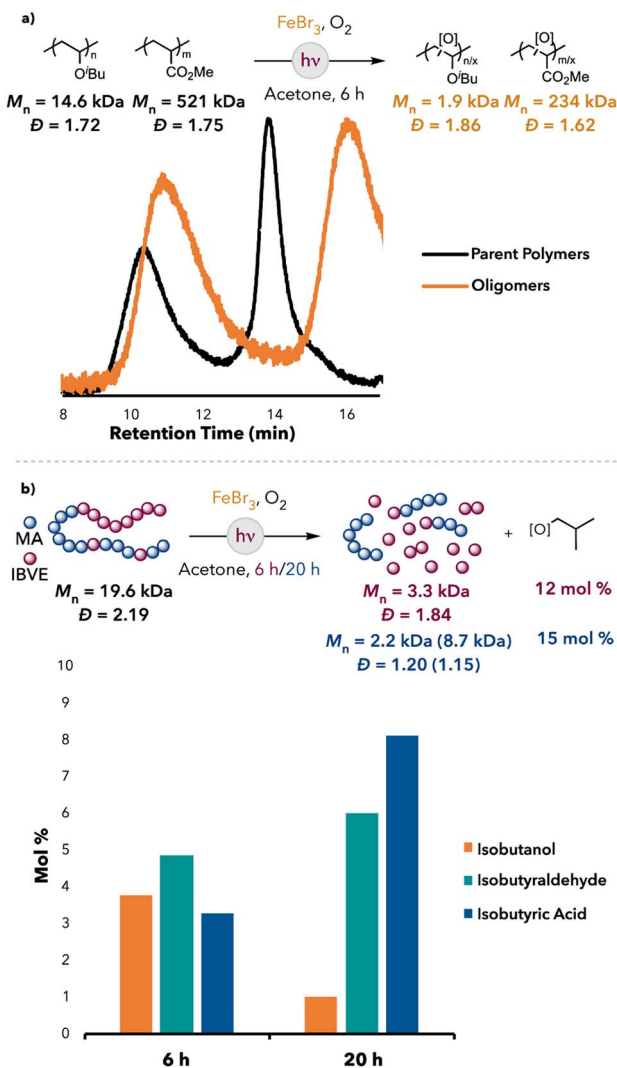 a)
FeBr3, O2
hν
Acetone, 6 h
n
OiBu
m
CO2Me
[O]
n/x
OiBu
[O]
m/x
CO2Me
Mn = 14.6 kDa Mn = 521 kDa
Đ = 1.72 Đ = 1.75
Mn = 1.9 kDa Mn = 234 kDa
Đ = 1.86 Đ = 1.62
Parent Polymers
Oligomers
8 10 12 14 16
Retention Time (min)
b)
FeBr3, O2
hν
Acetone, 6 h/20 h
MA
IBVE
Mn = 19.6 kDa
Đ = 2.19
+ [O]
Mn = 3.3 kDa 12 mol %
Đ = 1.84
Mn = 2.2 kDa (8.7 kDa) 15 mol %
Đ = 1.20 (1.15)
Mol %
10
9
8
7
6
5
4
3
2
1
0
Isobutanol
Isobutyraldehyde
Isobutyric Acid
6 h 20 h